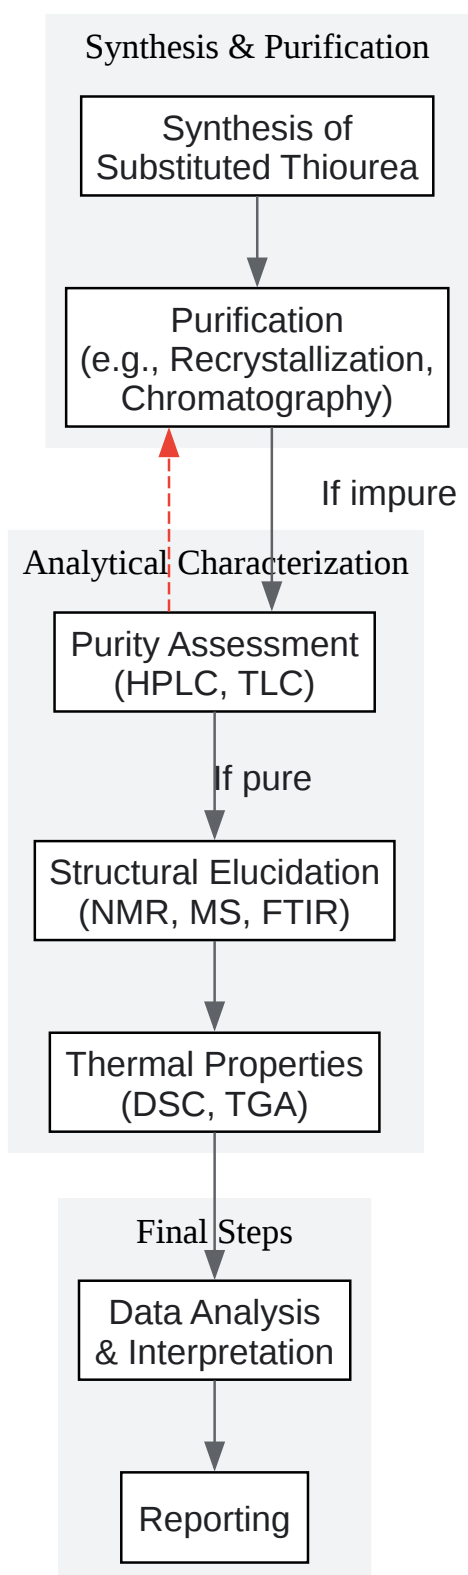 Synthesis & Purification
Synthesis of
Substituted Thiourea
Purification
(e.g., Recrystallization,
Chromatography)
If impure
Analytical Characterization
Purity Assessment
(HPLC, TLC)
If pure
Structural Elucidation
(NMR, MS, FTIR)
Thermal Properties
(DSC, TGA)
Final Steps
Data Analysis
& Interpretation
Reporting